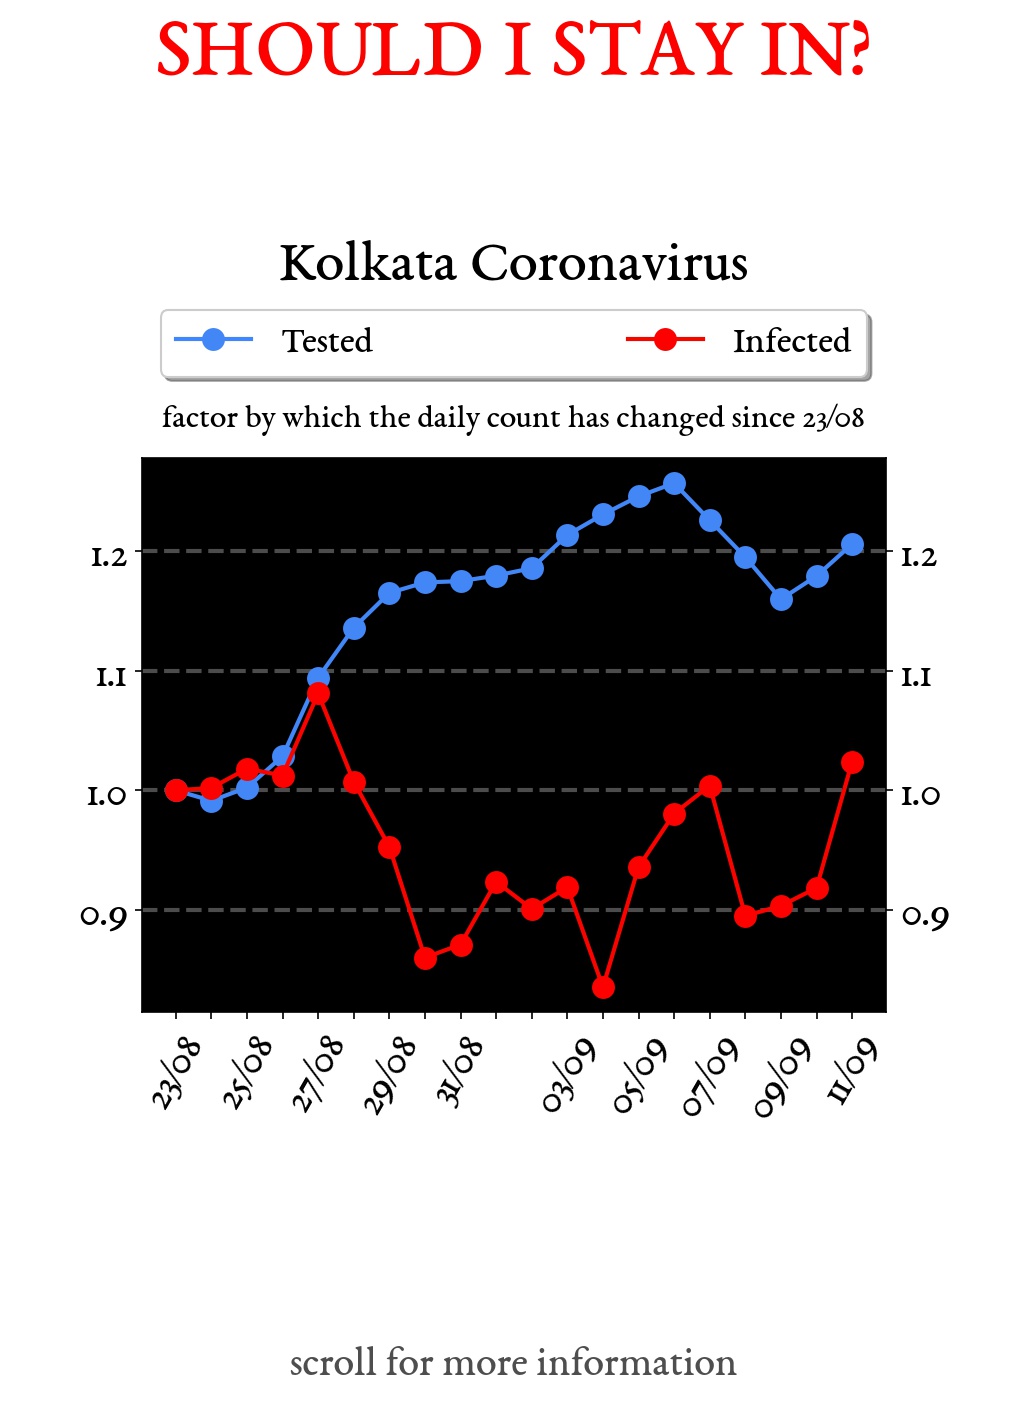 SHOULD I STAY IN?
Kolkata Coronavirus
Tested Infected
factor by which the daily count has changed since 23/08
1.2 1.2
1.1 1.1
1.0 1.0
0.9 0.9
23/08 25/08 27/08 29/08 31/08 03/09 05/09 07/09 09/09 11/09
scroll for more information